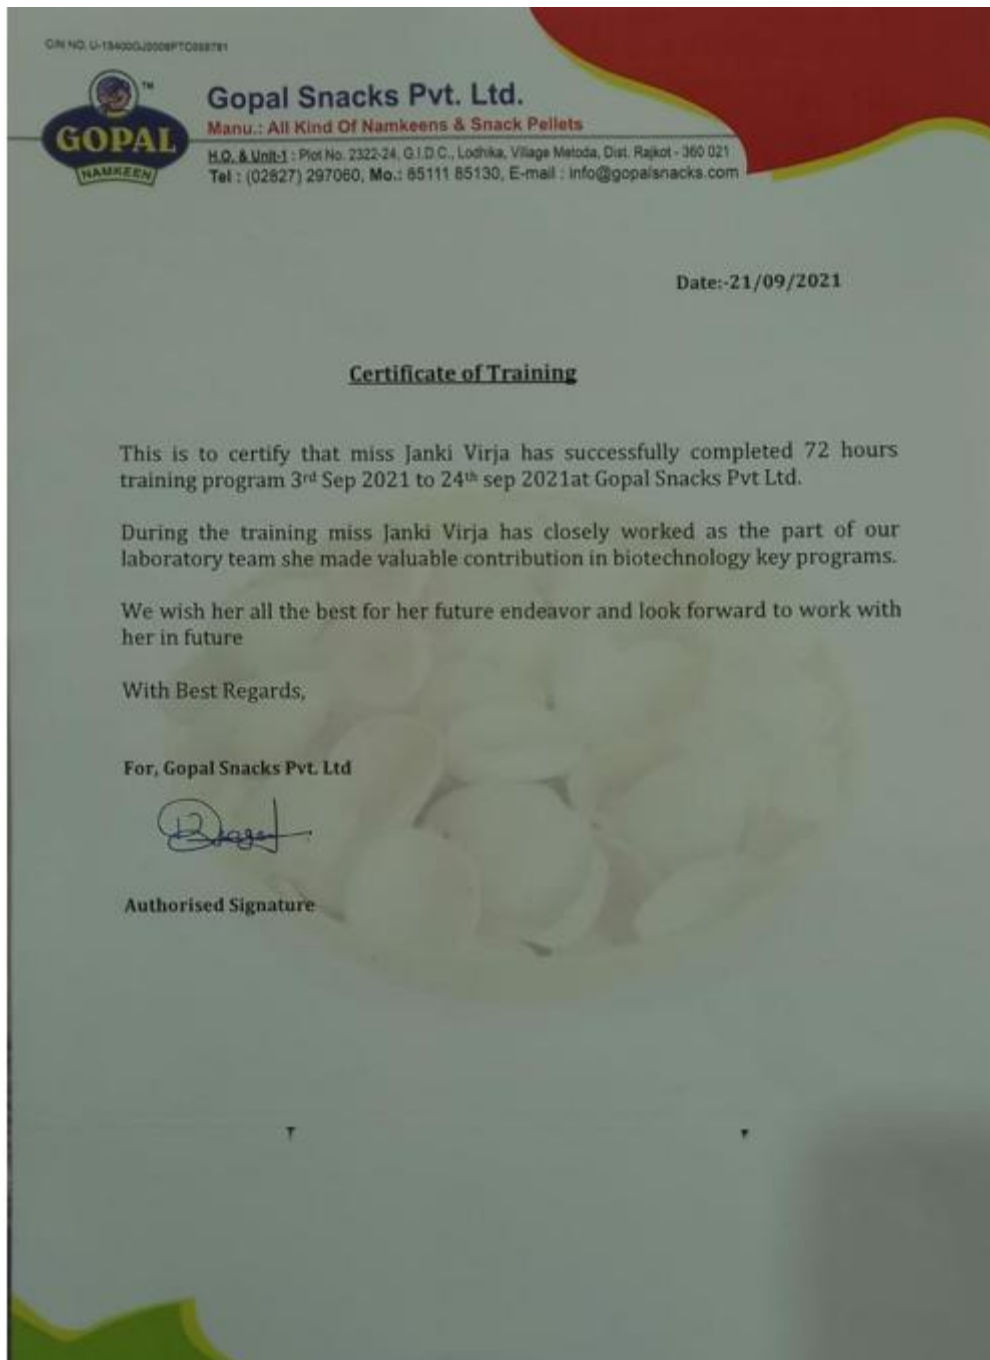 GOPAL
NAMKEEN
TM
Gopal Snacks Pvt. Ltd.
Manu.: All Kind Of Namkeens & Snack Pellets
H.O. & Unit-1 : Plot No. 2322-24, G.I.D.C., Lodhika, Village Metoda, Dist. Rajkot - 360 021
Tel : (02827) 297060, Mo.: 85111 85130, E-mail : info@gopalsnacks.com
Date:-21/09/2021
Certificate of Training
This is to certify that miss Janki Virja has successfully completed 72 hours
training program 3rd Sep 2021 to 24th sep 2021at Gopal Snacks Pvt Ltd.
During the training miss Janki Virja has closely worked as the part of our
laboratory team she made valuable contribution in biotechnology key programs.
We wish her all the best for her future endeavor and look forward to work with
her in future
With Best Regards,
For, Gopal Snacks Pvt. Ltd
Authorised Signature